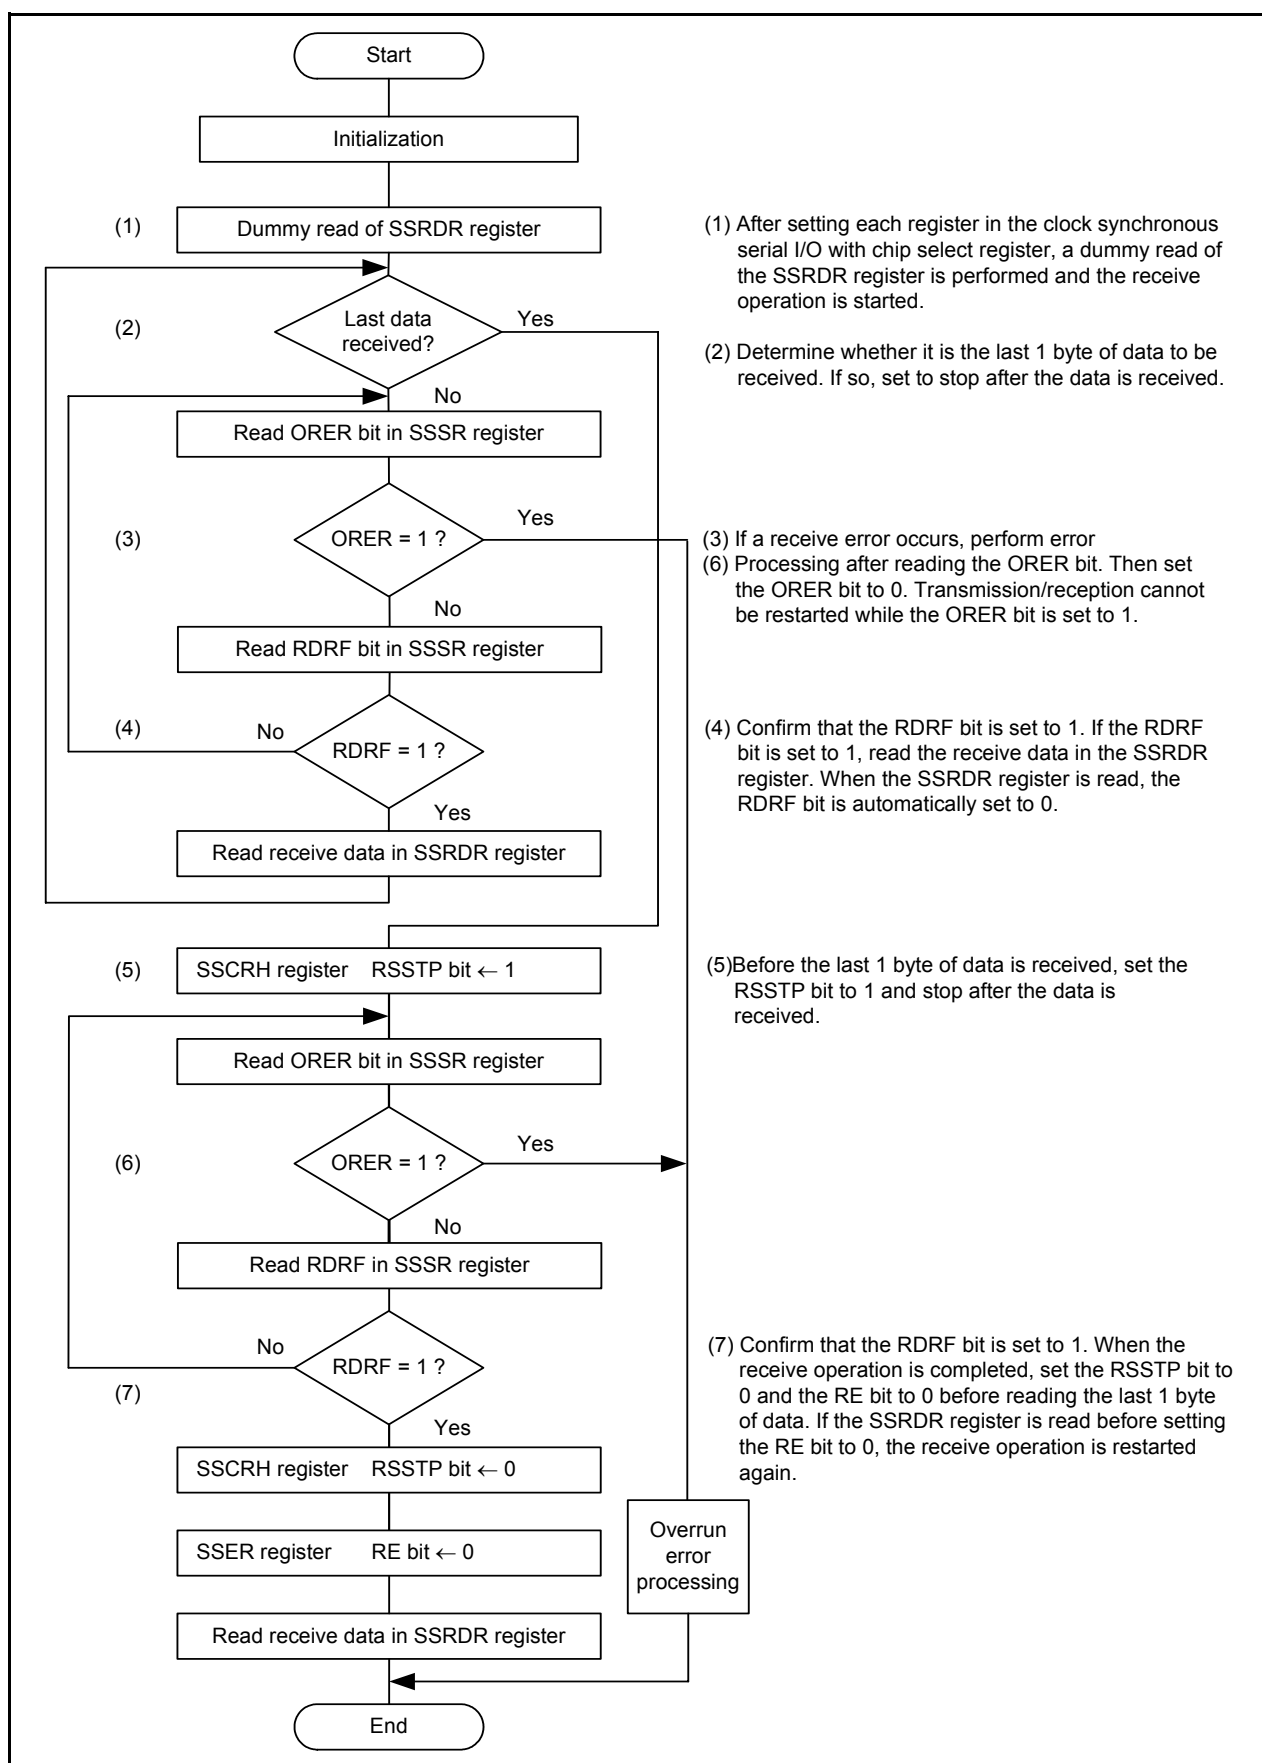 Start
Initialization
(1)
Dummy read of SSRDR register
(2)
Last data
received?
Yes
No
Read ORER bit in SSSR register
(3)
ORER = 1 ?
Yes
No
Read RDRF bit in SSSR register
(4)
No
RDRF = 1 ?
Yes
Read receive data in SSRDR register
(5)
SSCRH register RSSTP bit ← 1
Read ORER bit in SSSR register
(6)
ORER = 1 ?
Yes
No
Read RDRF in SSSR register
No
RDRF = 1 ?
(7)
Yes
SSCRH register RSSTP bit ← 0
SSER register RE bit ← 0
Read receive data in SSRDR register
End
Overrun
error
processing
(1) After setting each register in the clock synchronous
serial I/O with chip select register, a dummy read of
the SSRDR register is performed and the receive
operation is started.
(2) Determine whether it is the last 1 byte of data to be
received. If so, set to stop after the data is received.
(3) If a receive error occurs, perform error
(6) Processing after reading the ORER bit. Then set
the ORER bit to 0. Transmission/reception cannot
be restarted while the ORER bit is set to 1.
(4) Confirm that the RDRF bit is set to 1. If the RDRF
bit is set to 1, read the receive data in the SSRDR
register. When the SSRDR register is read, the
RDRF bit is automatically set to 0.
(5)Before the last 1 byte of data is received, set the
RSSTP bit to 1 and stop after the data is
received.
(7) Confirm that the RDRF bit is set to 1. When the
receive operation is completed, set the RSSTP bit to
0 and the RE bit to 0 before reading the last 1 byte
of data. If the SSRDR register is read before setting
the RE bit to 0, the receive operation is restarted
again.